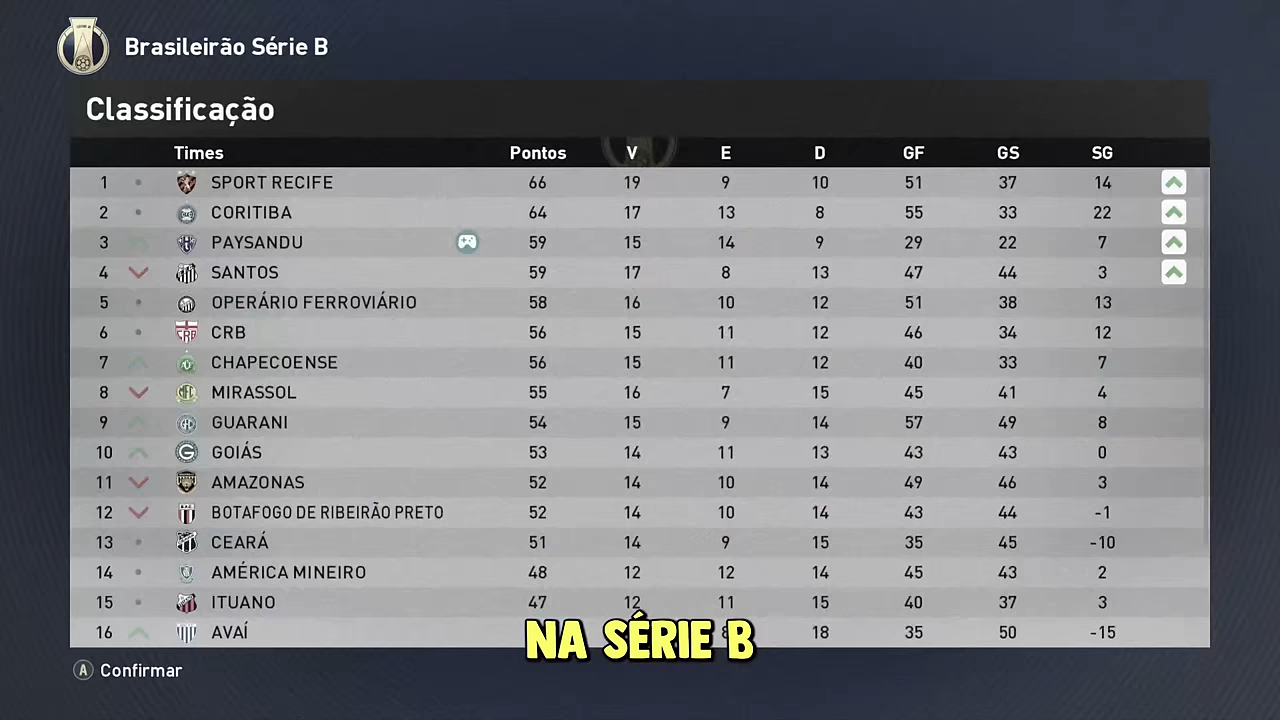 Brasileirão Série B
Classificação
Times Pontos V E D GF GS SG
1 SPORT RECIFE 66 19 9 10 51 37 14
2 CORITIBA 64 17 13 8 55 33 22
3 PAYSANDU 59 15 14 9 29 22 7
4 SANTOS 59 17 8 13 47 44 3
5 OPERÁRIO FERROVIÁRIO 58 16 10 12 51 38 13
6 CRB 56 15 11 12 46 34 12
7 CHAPECOENSE 56 15 11 12 40 33 7
8 MIRASSOL 55 16 7 15 45 41 4
9 GUARANI 54 15 9 14 57 49 8
10 GOIÁS 53 14 11 13 43 43 0
11 AMAZONAS 52 14 10 14 49 46 3
12 BOTAFOGO DE RIBEIRÃO PRETO 52 14 10 14 43 44 -1
13 CEARÁ 51 14 9 15 35 45 -10
14 AMÉRICA MINEIRO 48 12 12 14 45 43 2
15 ITUANO 47 12 11 15 40 37 3
16 AVAÍ 18 35 50 -15
NA SÉRIE B
A Confirmar